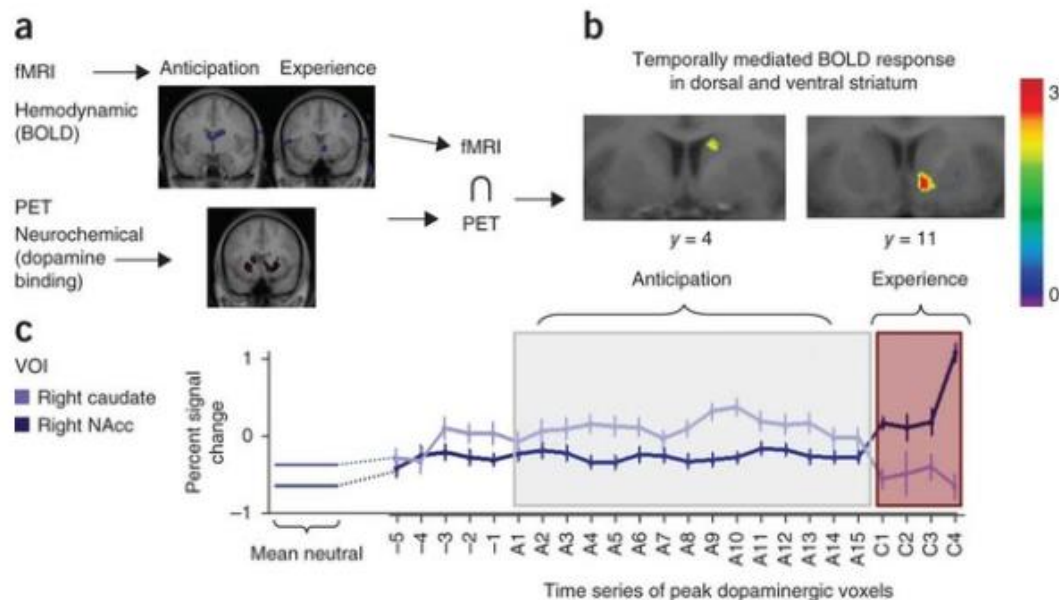 a
fMRI
Anticipation
Experience
Hemodynamic
(BOLD)
PET
Neurochemical
(dopamine
binding)
fMRI
∩
PET
b
Temporally mediated BOLD response
in dorsal and ventral striatum
y = 4
y = 11
3
0
c
VOI
Right caudate
Right NAcc
Percent signal
change
1
0
–1
Anticipation
Experience
Mean neutral
–5 –4 –3 –2 –1 A1 A2 A3 A4 A5 A6 A7 A8 A9 A10 A11 A12 A13 A14 A15 C1 C2 C3 C4
Time series of peak dopaminergic voxels